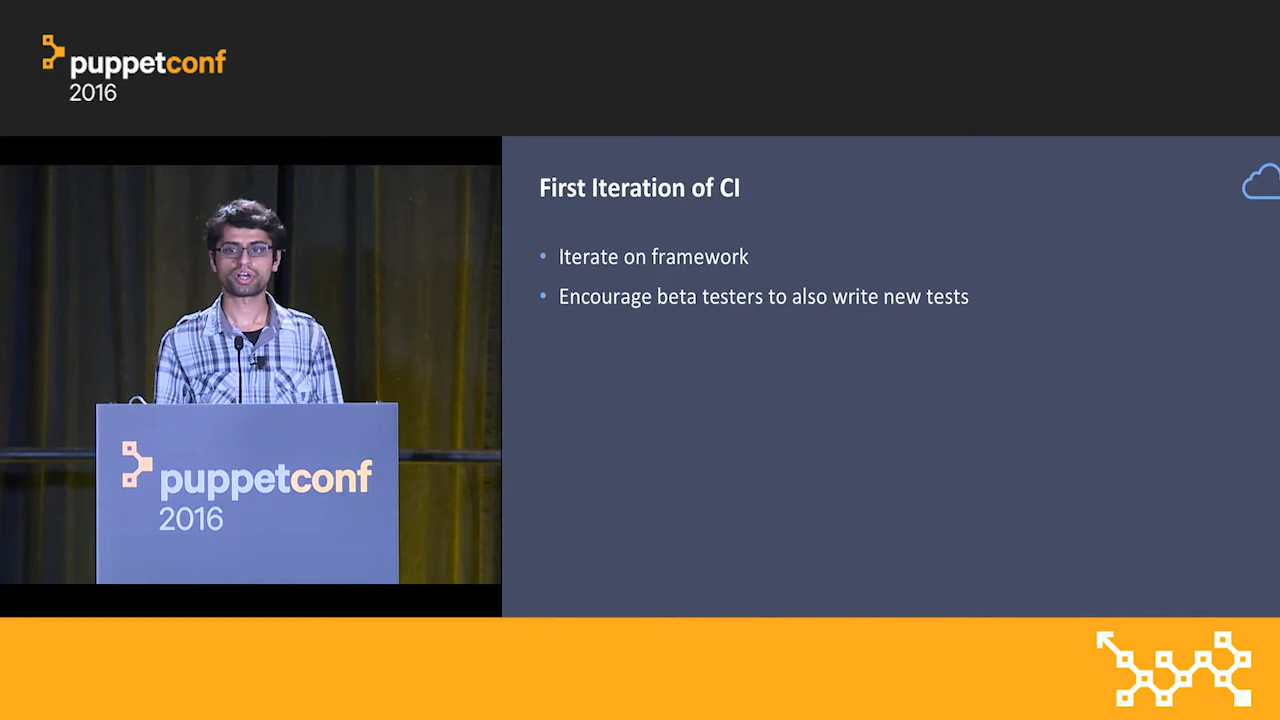 puppetconf
2016
First Iteration of CI
• Iterate on framework
• Encourage beta testers to also write new tests
puppetconf
2016